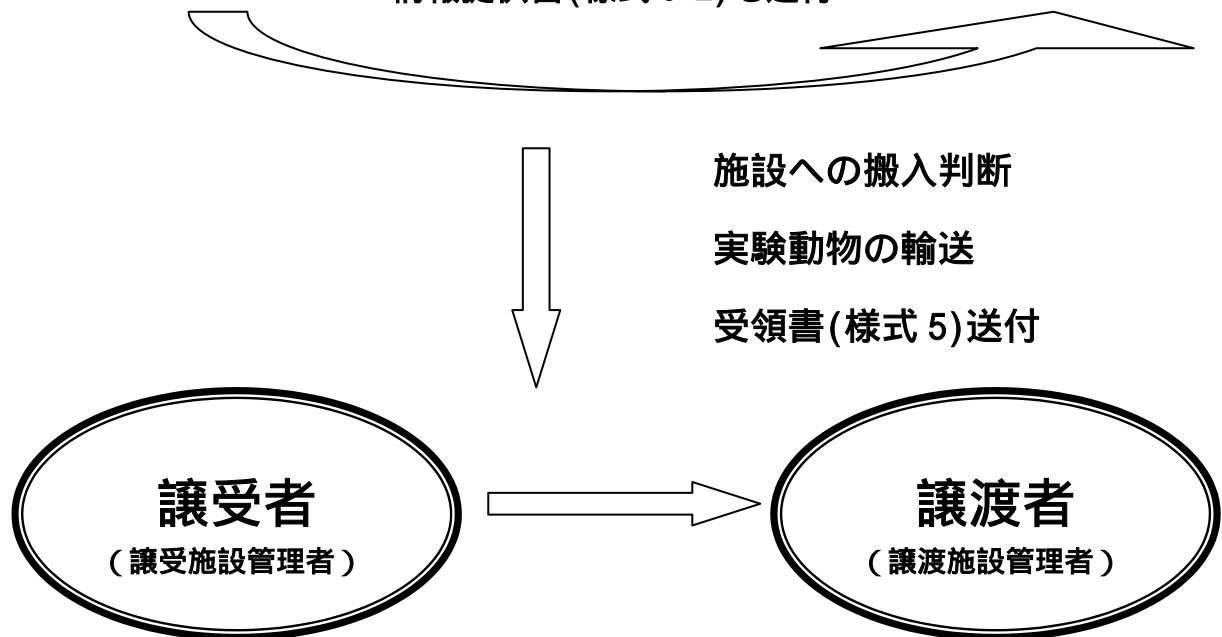 施設への搬入判断
実験動物の輸送
受領書(様式 5)送付
譲受者
(譲受施設管理者)
譲渡者
(譲渡施設管理者)